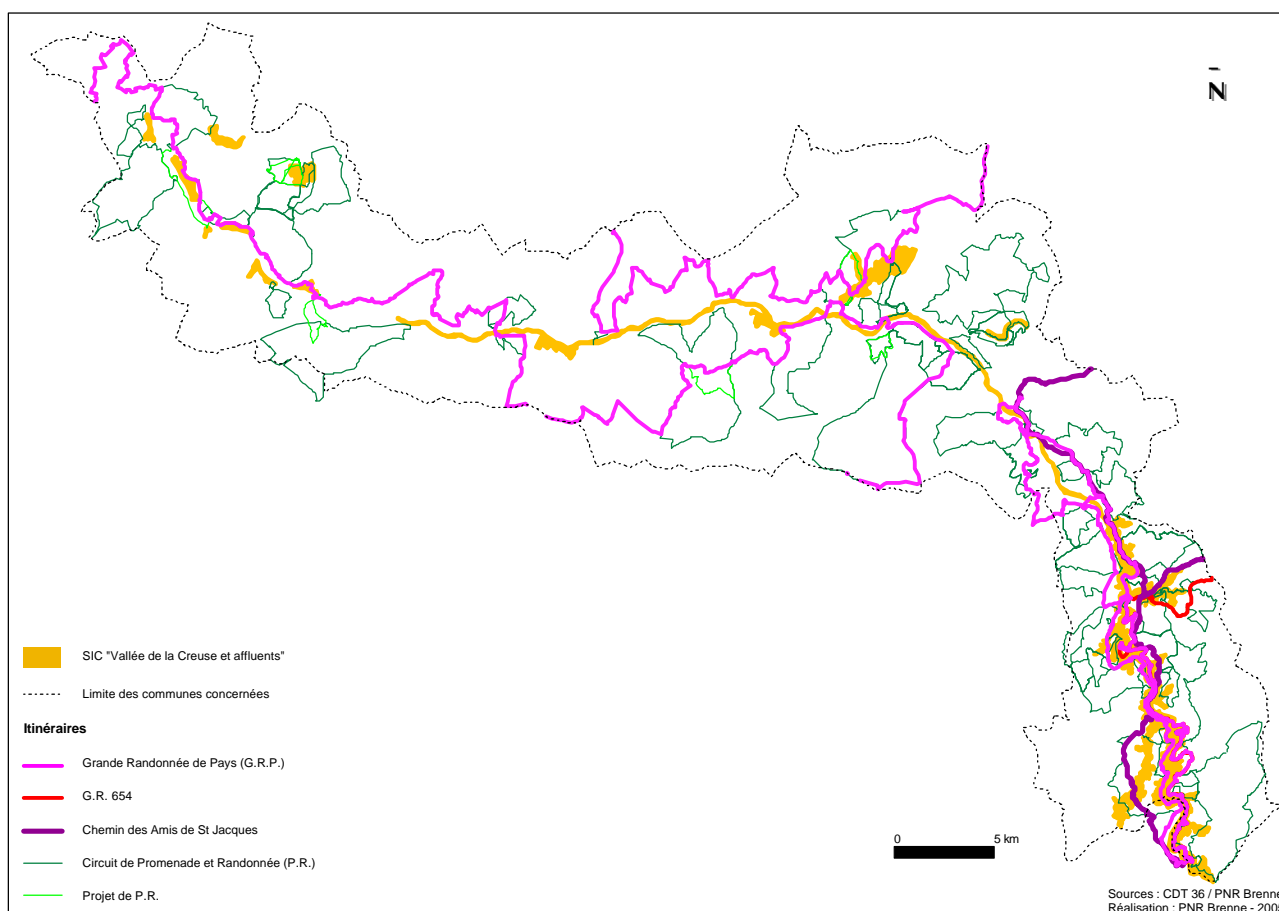 N
SIC "Vallée de la Creuse et affluents"
Limite des communes concernées
Itinéraires
Grande Randonnée de Pays (G.R.P.)
G.R. 654
Chemin des Amis de St Jacques
Circuit de Promenade et Randonnée (P.R.)
Projet de P.R.
0 5 km
Sources : CDT 36 / PNR Brenne
Réalisation : PNR Brenne - 2005